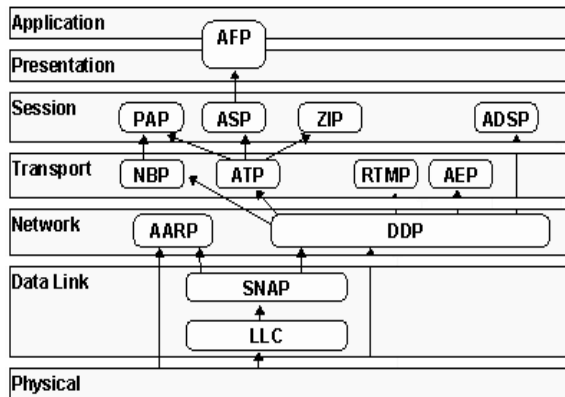 Application
AFP
Presentation
Session
PAP
ASP
ZIP
ADSP
Transport
NBP
ATP
RTMP
AEP
Network
AARP
DDP
Data Link
SNAP
LLC
Physical